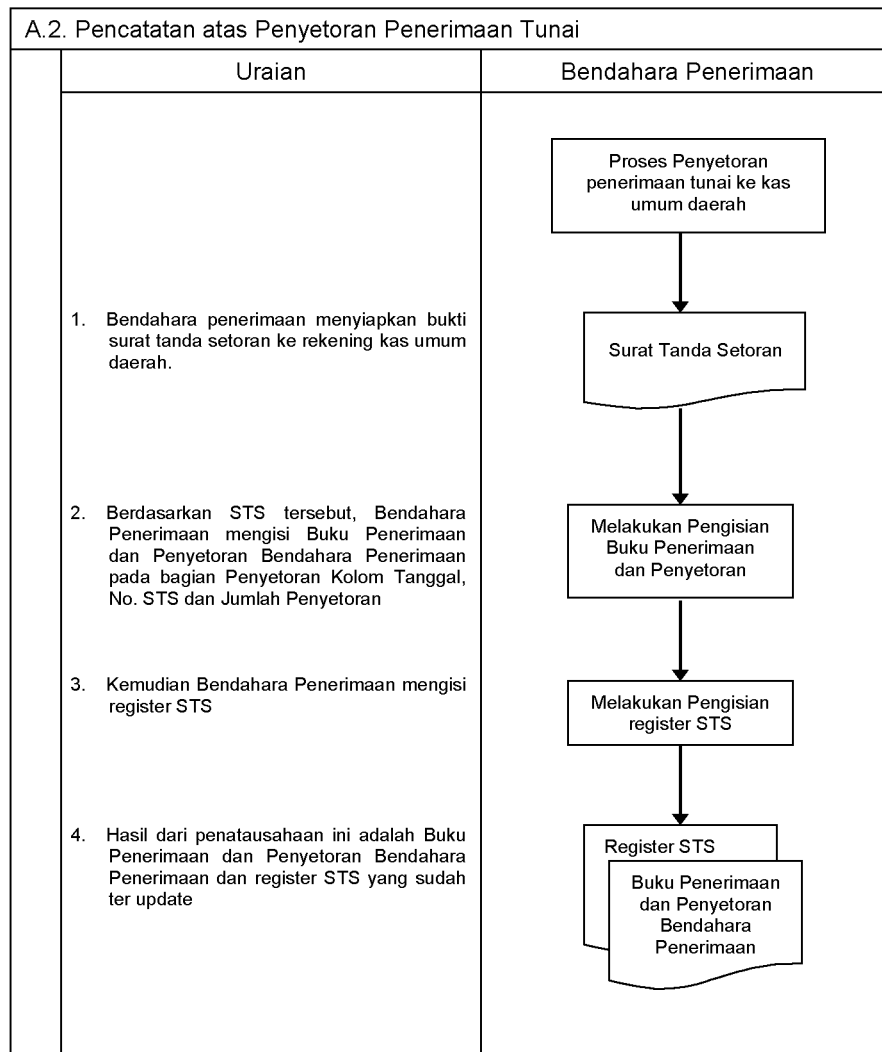 A.2. Pencatatan atas Penyetoran Penerimaan Tunai
Uraian
Bendahara Penerimaan
Proses Penyetoran
penerimaan tunai ke kas
umum daerah
1. Bendahara penerimaan menyiapkan bukti
surat tanda setoran ke rekening kas umum
daerah.
Surat Tanda Setoran
2. Berdasarkan STS tersebut, Bendahara
Penerimaan mengisi Buku Penerimaan
dan Penyetoran Bendahara Penerimaan
pada bagian Penyetoran Kolom Tanggal,
No. STS dan Jumlah Penyetoran
Melakukan Pengisian
Buku Penerimaan
dan Penyetoran
3. Kemudian Bendahara Penerimaan mengisi
register STS
Melakukan Pengisian
register STS
4. Hasil dari penatausahaan ini adalah Buku
Penerimaan dan Penyetoran Bendahara
Penerimaan dan register STS yang sudah
ter update
Register STS
Buku Penerimaan
dan Penyetoran
Bendahara
Penerimaan